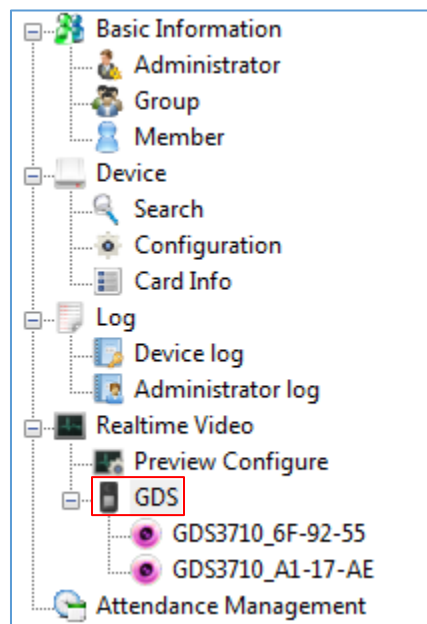 Basic Information
Administrator
Group
Member
Device
Search
Configuration
Card Info
Log
Device log
Administrator log
Realtime Video
Preview Configure
GDS
GDS3710_6F-92-55
GDS3710_A1-17-AE
Attendance Management